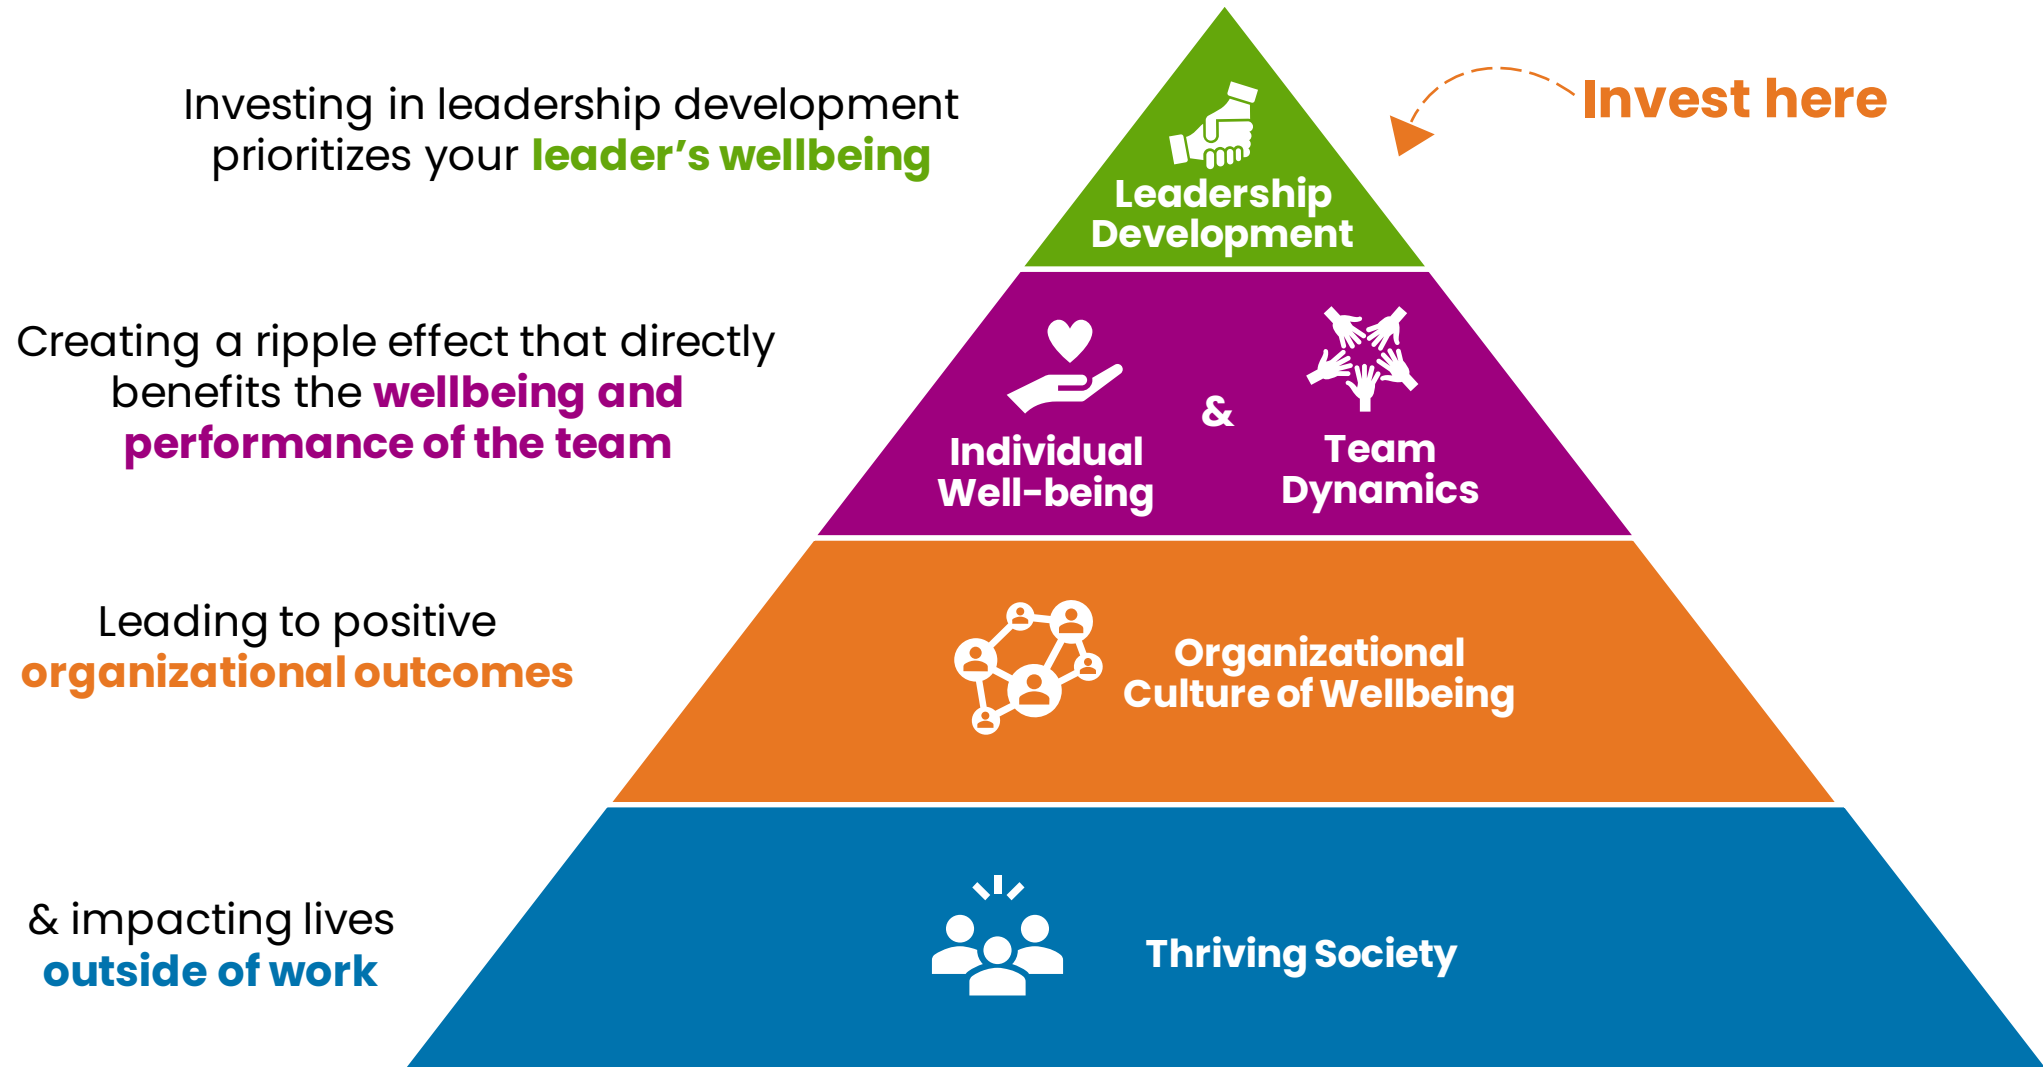 Investing in leadership development
prioritizes your leader's wellbeing
Invest here
Leadership
Development
Creating a ripple effect that directly
benefits the wellbeing and
performance of the team
Individual
Well-being
&
Team
Dynamics
Leading to positive
organizational outcomes
Organizational
Culture of Wellbeing
& impacting lives
outside of work
Thriving Society